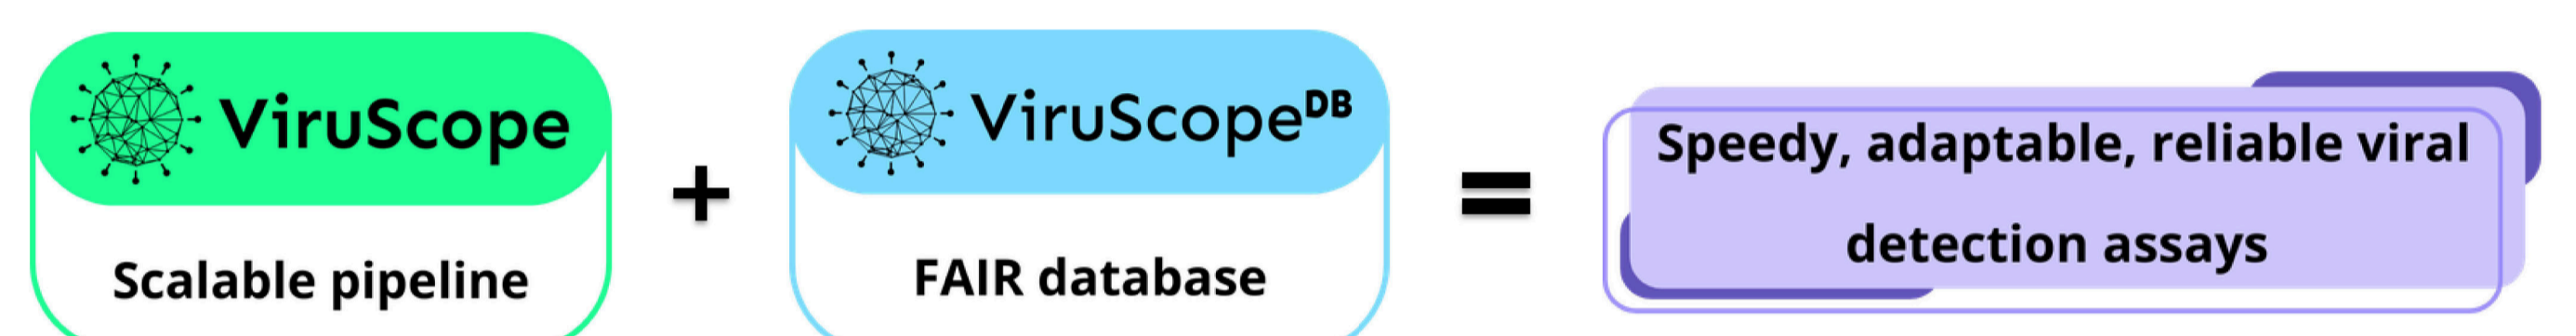 ViruScope
Scalable pipeline
+
ViruScopeDB
FAIR database
=
Speedy, adaptable, reliable viral
detection assays